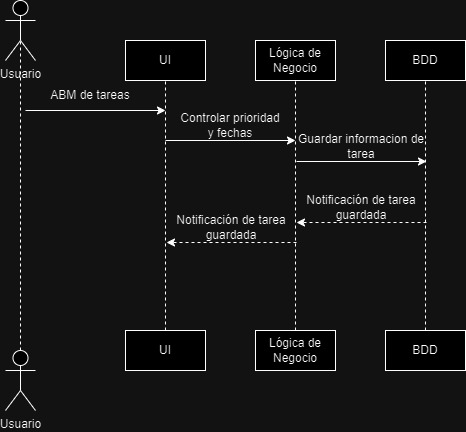 Usuario
UI
Lógica de
Negocio
BDD
ABM de tareas
Controlar prioridad
y fechas
Guardar informacion de
tarea
Notificación de tarea
guardada
Notificación de tarea
guardada
UI
Lógica de
Negocio
BDD
Usuario